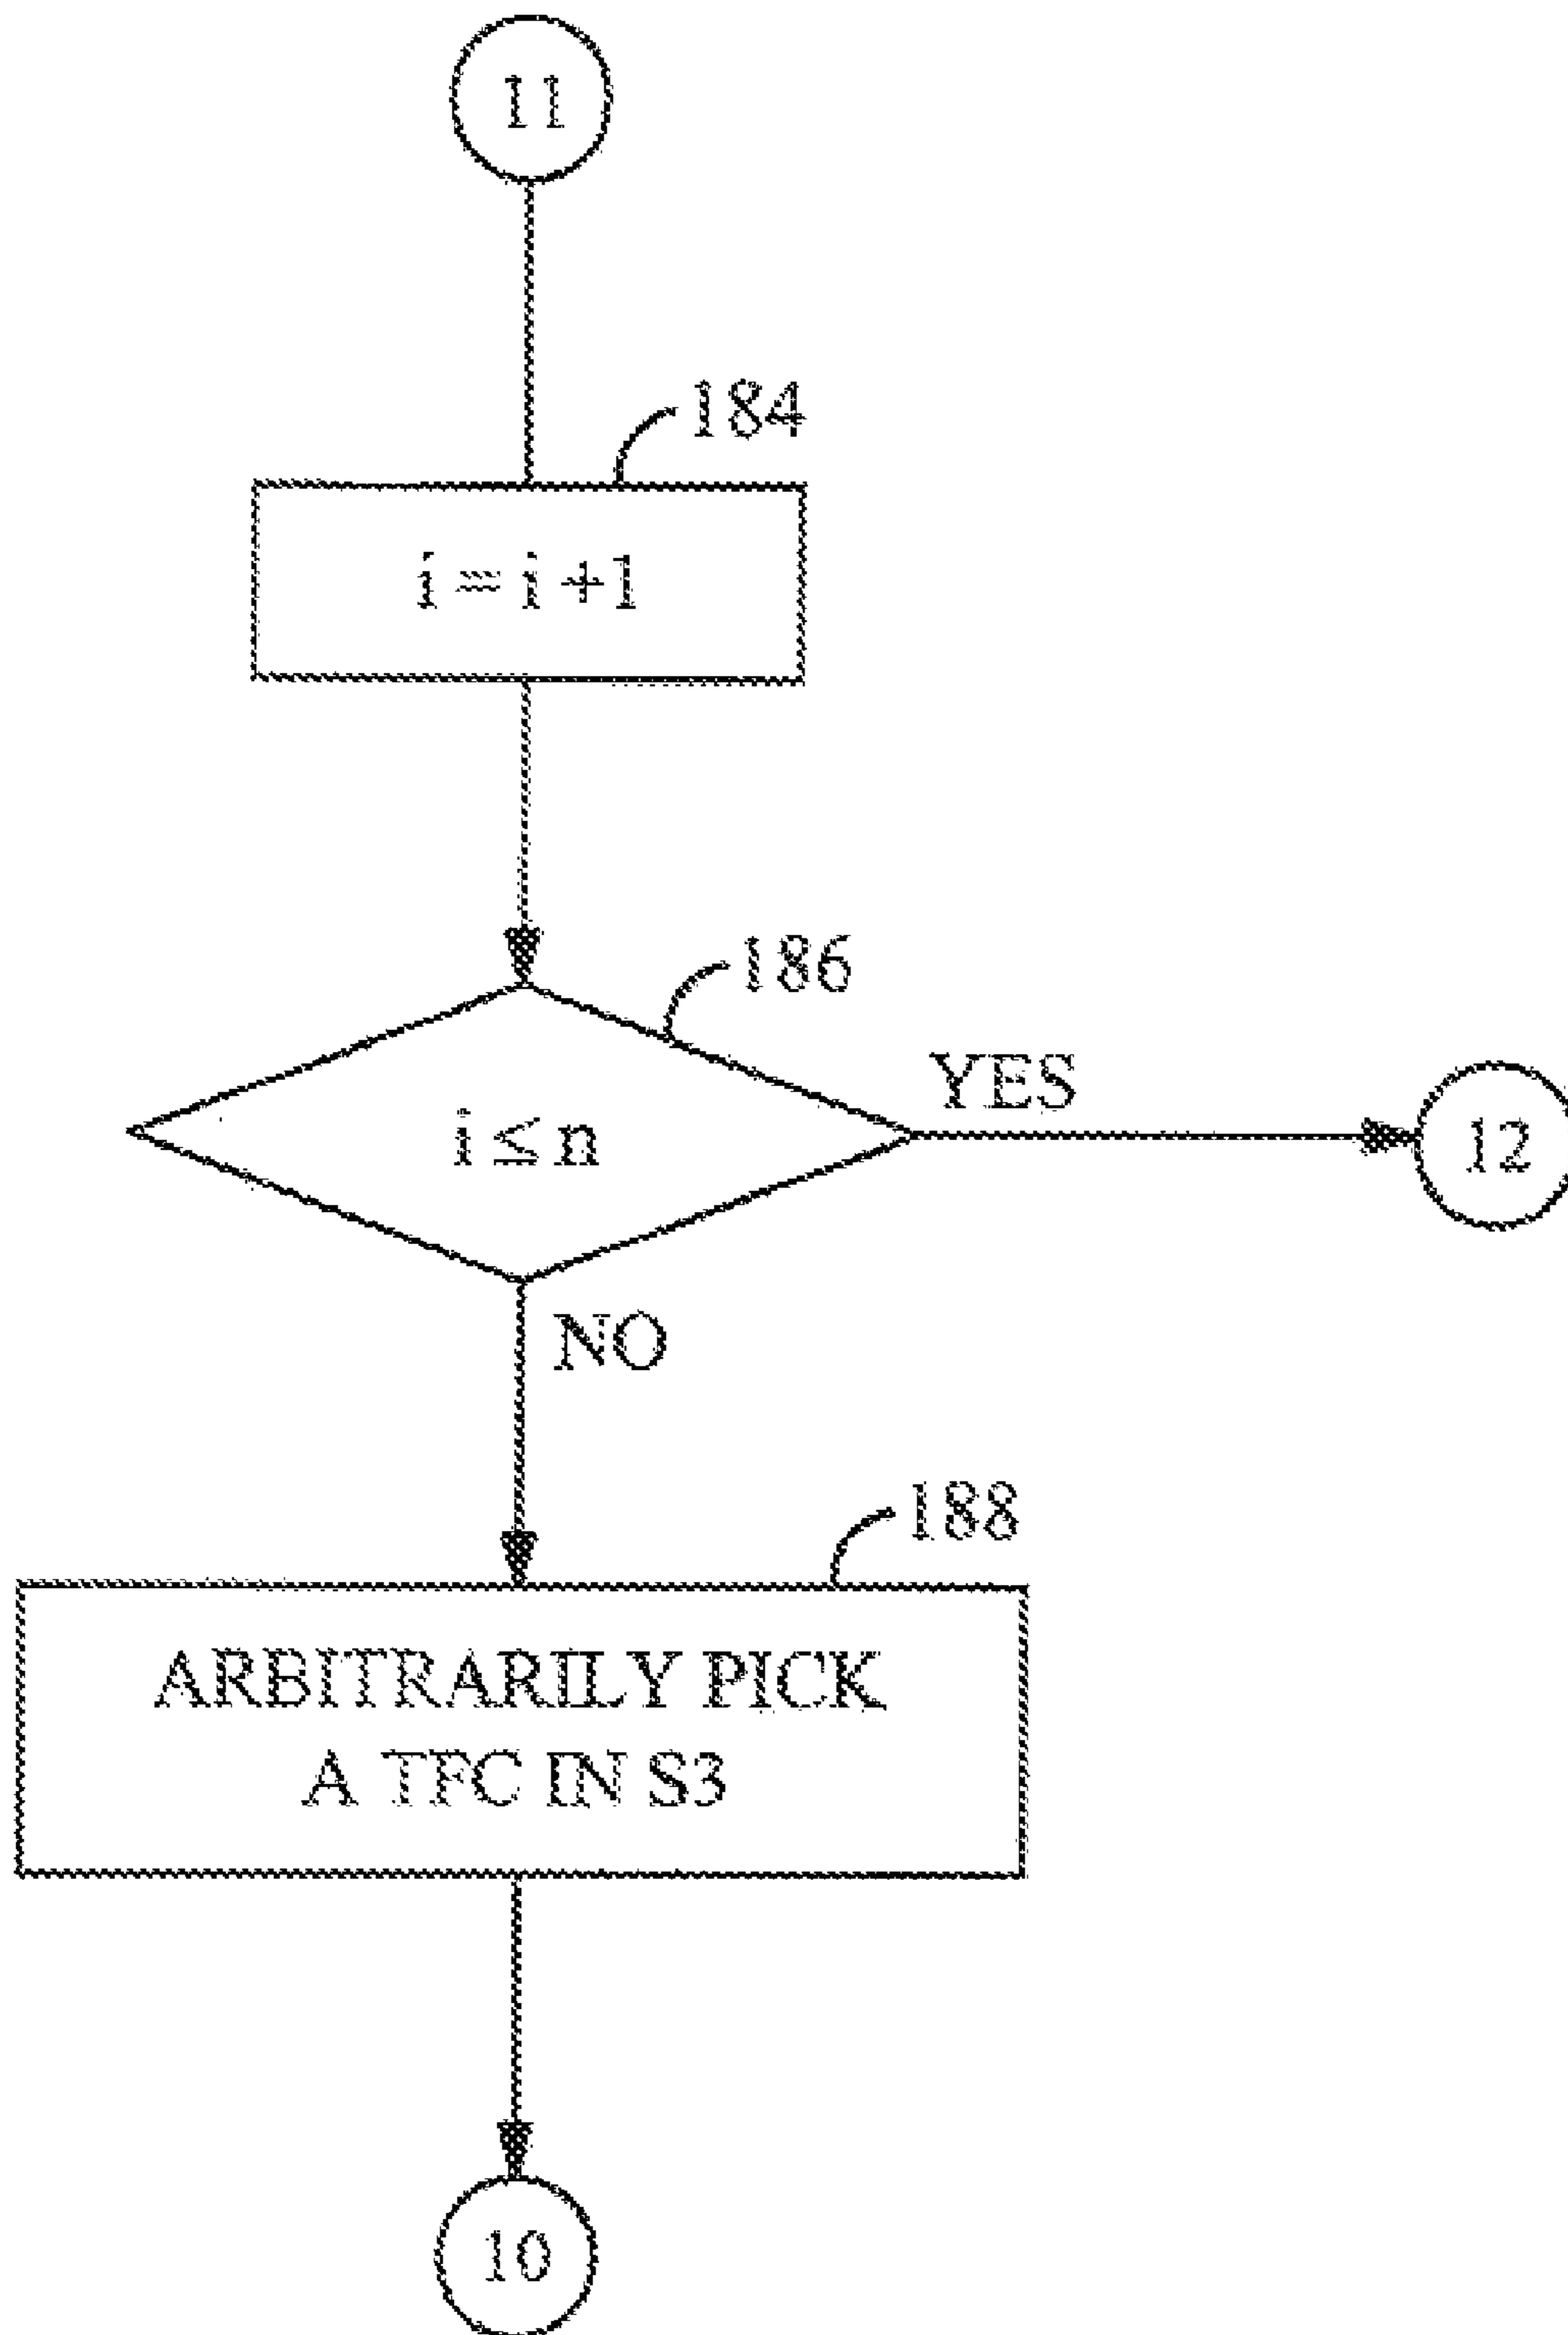 11
184
i = i +1
186
i ≤ n
YES
12
NO
188
ARBITRARILY PICK
A TFC IN S3
10